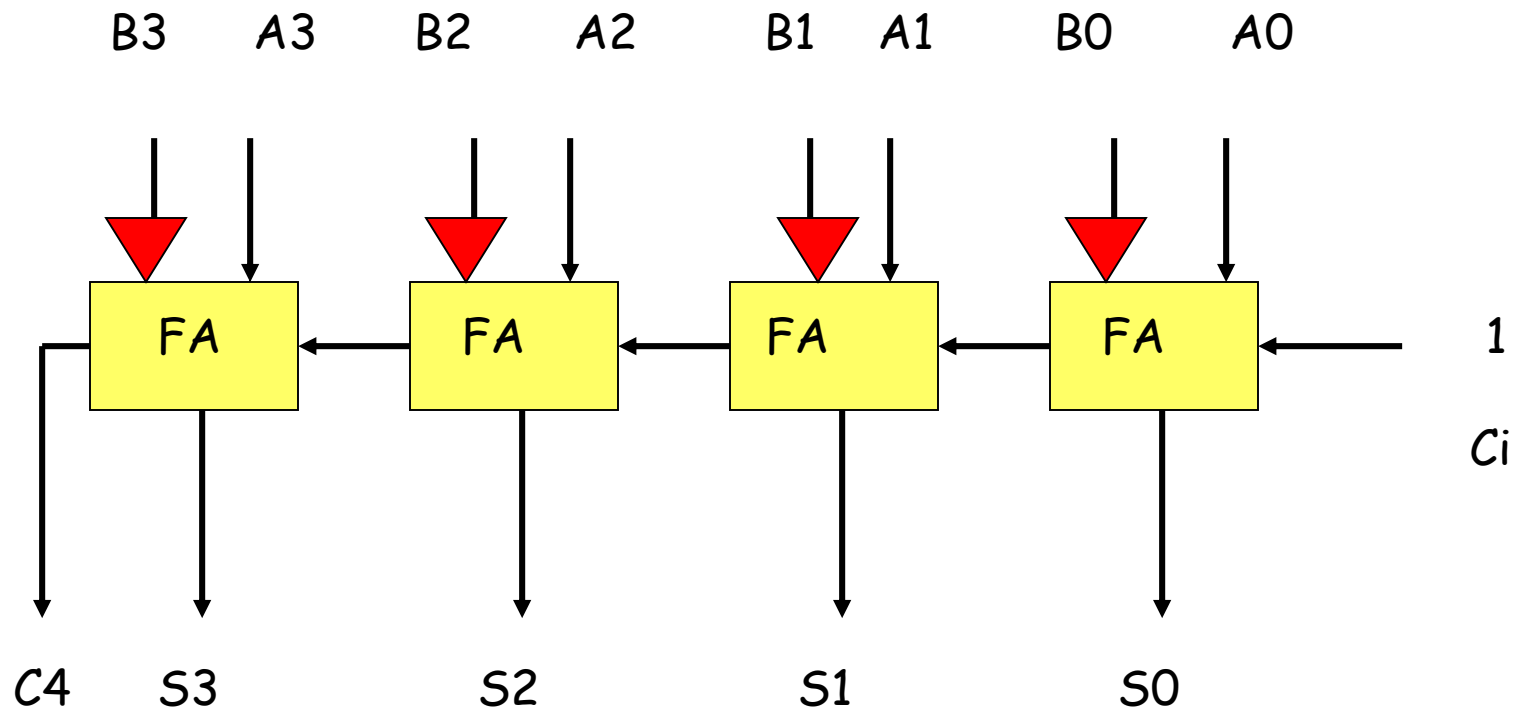 B3 A3 B2 A2 B1 A1 B0 A0
FA FA FA FA 1
Ci
C4 S3 S2 S1 S0